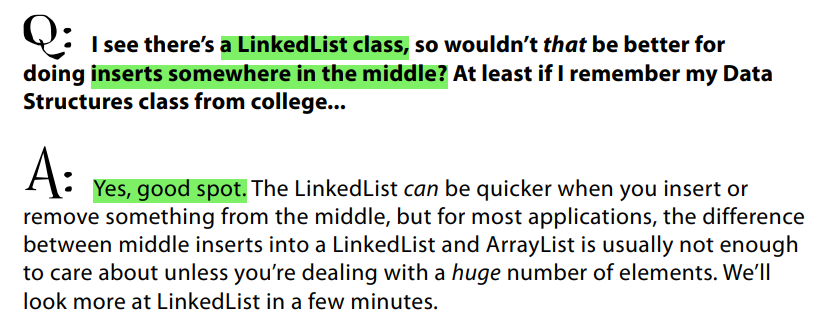 Q: I see there’s a LinkedList class, so wouldn’t that be better for
doing inserts somewhere in the middle? At least if I remember my Data
Structures class from college...
A: Yes, good spot. The LinkedList can be quicker when you insert or
remove something from the middle, but for most applications, the difference
between middle inserts into a LinkedList and ArrayList is usually not enough
to care about unless you’re dealing with a huge number of elements. We’ll
look more at LinkedList in a few minutes.